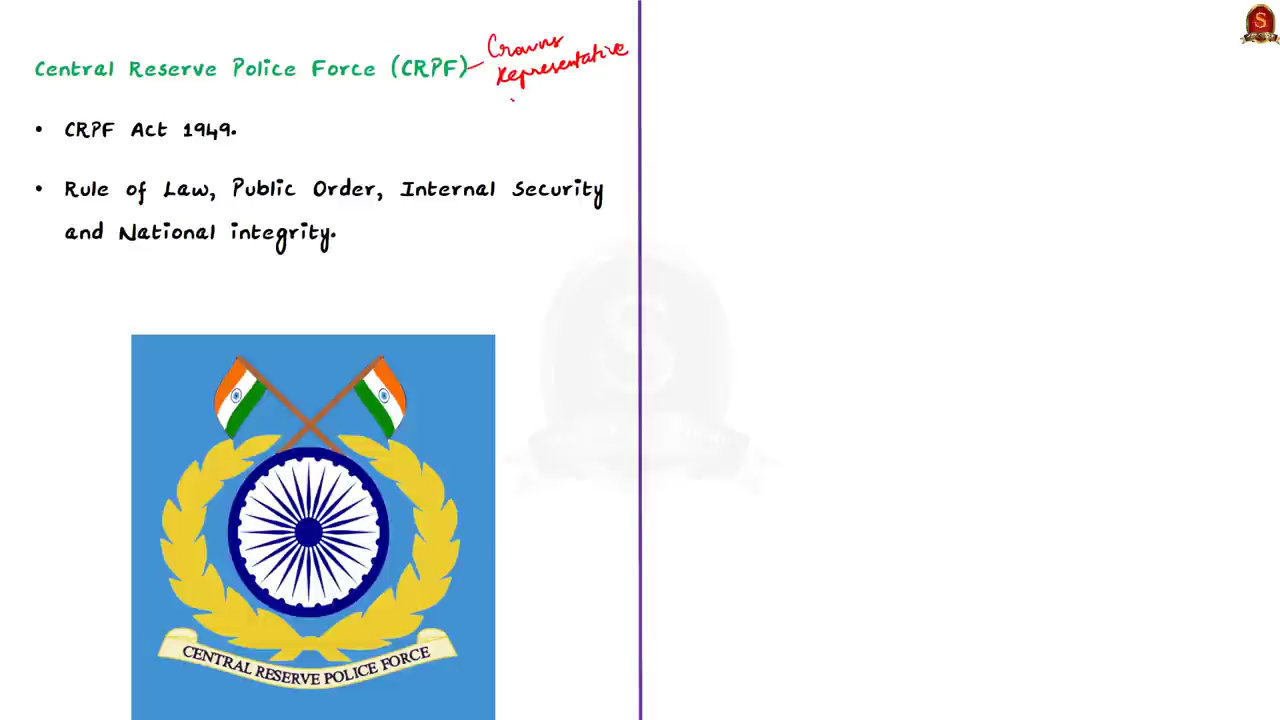 Central Reserve Police Force (CRPF)
Crowns
Representative
• CRPF Act 1949.
• Rule of Law, Public Order, Internal Security
and National integrity.
CENTRAL RESERVE POLICE FORCE
S
S